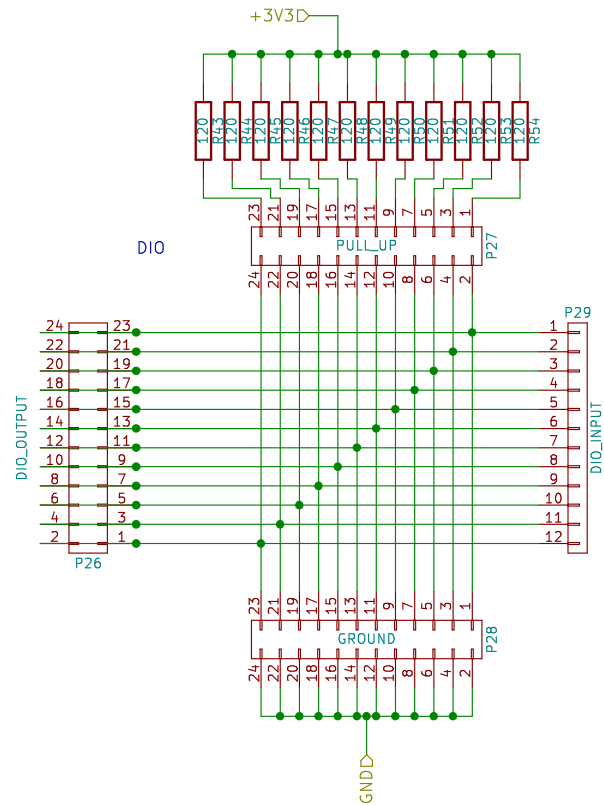 +3V3
120 R43
120 R44
120 R45
120 R46
120 R47
120 R48
120 R49
120 R50
120 R51
120 R52
120 R53
120 R54
23 21 19 17 15 13 11 9 7 5 3 1
PULL_UP
P27
24 22 20 18 16 14 12 10 8 6 4 2
DIO
P29
24 23 1
22 21 2
20 19 3
18 17 4
16 15 5
14 13 6
12 11 7
10 9 8
8 7 9
6 5 10
4 3 11
2 1 12
DIO_OUTPUT
DIO_INPUT
P26
23 21 19 17 15 13 11 9 7 5 3 1
GROUND
P28
24 22 20 18 16 14 12 10 8 6 4 2
GND